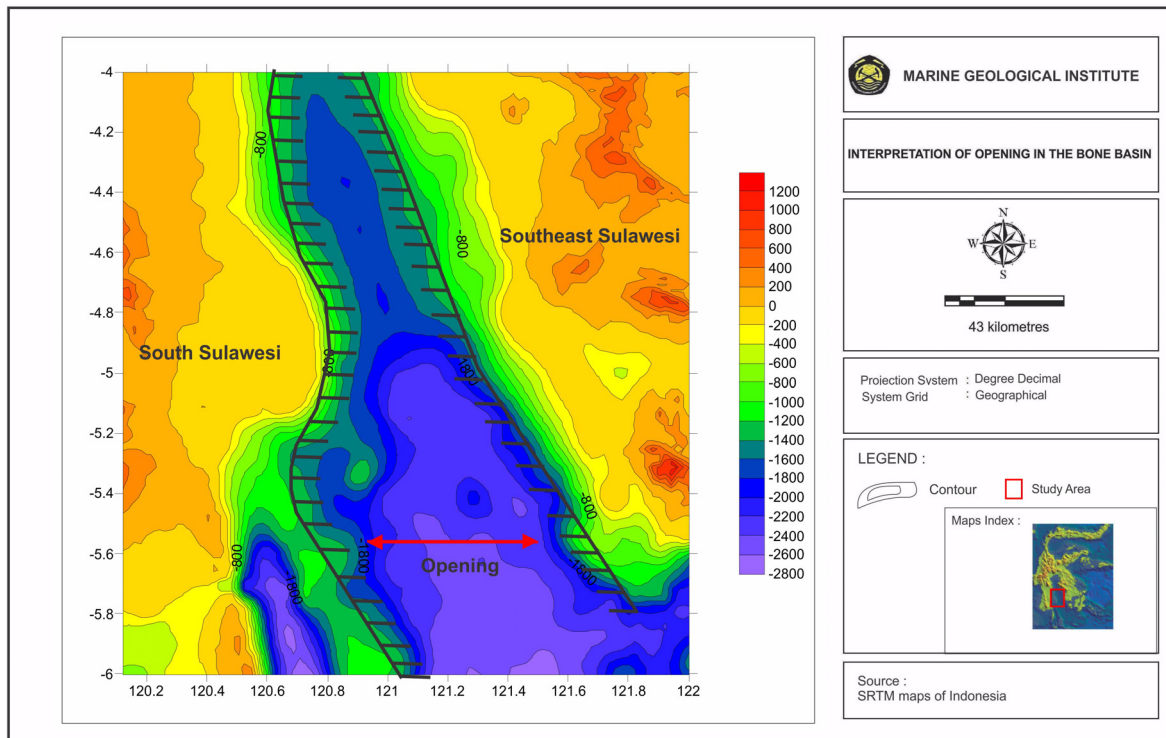 -4
-4.2
-4.4
-4.6
-4.8
-5
-5.2
-5.4
-5.6
-5.8
-6
120.2 120.4 120.6 120.8 121 121.2 121.4 121.6 121.8 122
-800
-800
Southeast Sulawesi
South Sulawesi
1800
-800
-800
-1800
Opening
-1800
1800
1200
1000
800
600
400
200
0
-200
-400
-600
-800
-1000
-1200
-1400
-1600
-1800
-2000
-2200
-2400
-2600
-2800
MARINE GEOLOGICAL INSTITUTE
INTERPRETATION OF OPENING IN THE BONE BASIN
N
W E
S
43 kilometres
Projection System : Degree Decimal
System Grid : Geographical
LEGEND :
Contour Study Area
Maps Index :
Source :
SRTM maps of Indonesia